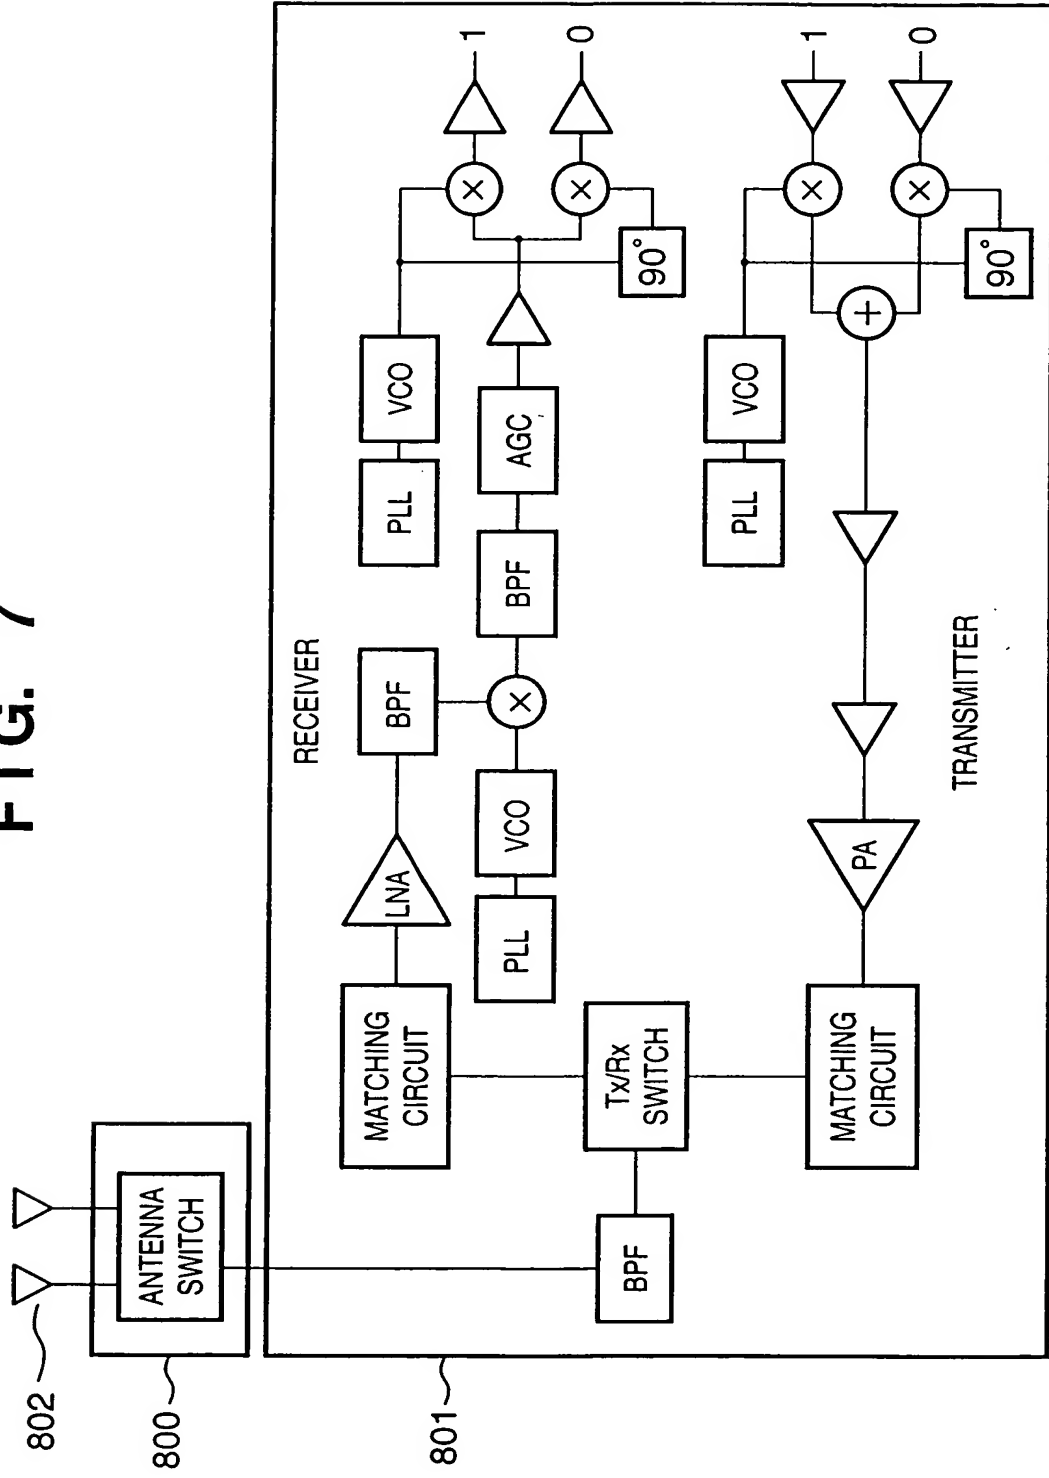 FIG. 7
802
ANTENNA
SWITCH
800
RECEIVER
MATCHING
CIRCUIT
LNA
BPF
PLL
VCO
801
1
PLL
VCO
BPF
AGC
0
Tx/Rx
SWITCH
BPF
90°
PLL
VCO
1
MATCHING
CIRCUIT
PA
0
TRANSMITTER
90°